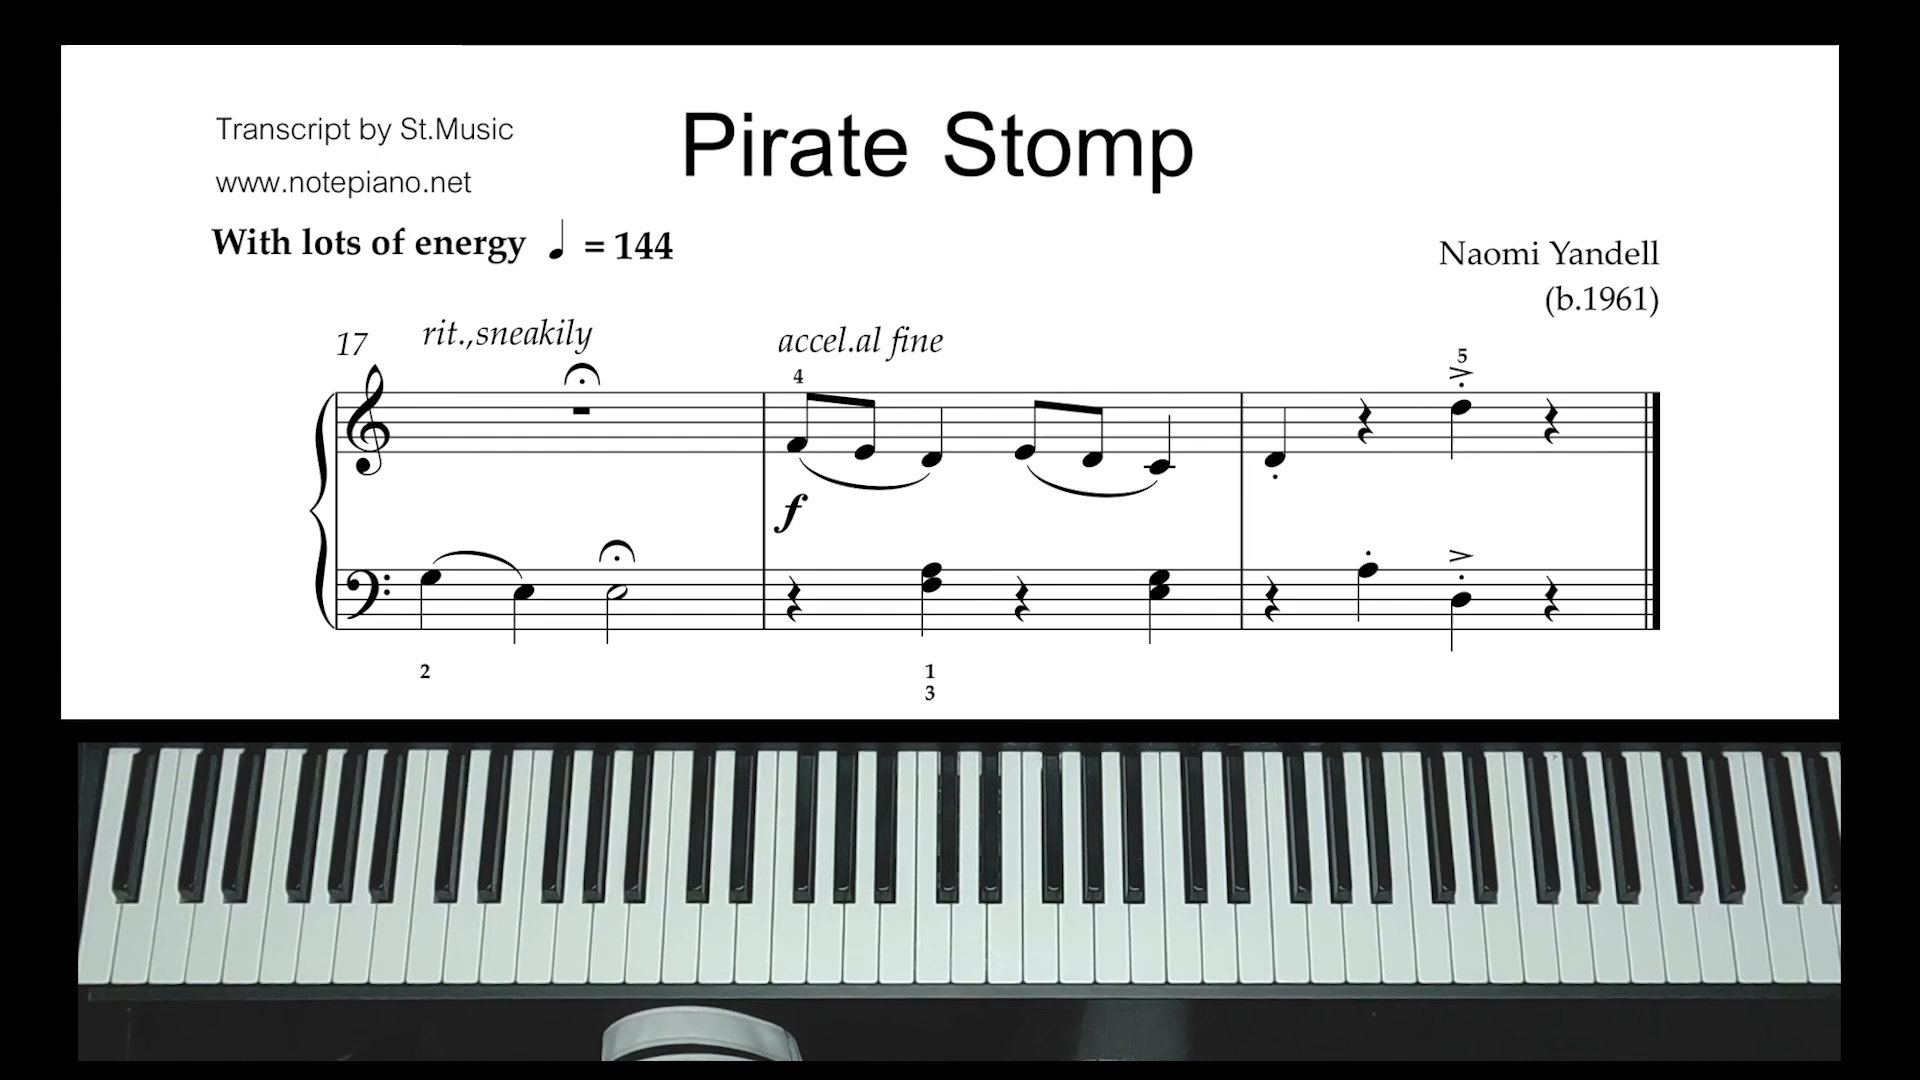 Transcript by St.Music
Pirate Stomp
www.notepiano.net
With lots of energy = 144
Naomi Yandell
(b.1961)
17
rit.,sneakily
accel.al fine
4
5
f
2
1
3